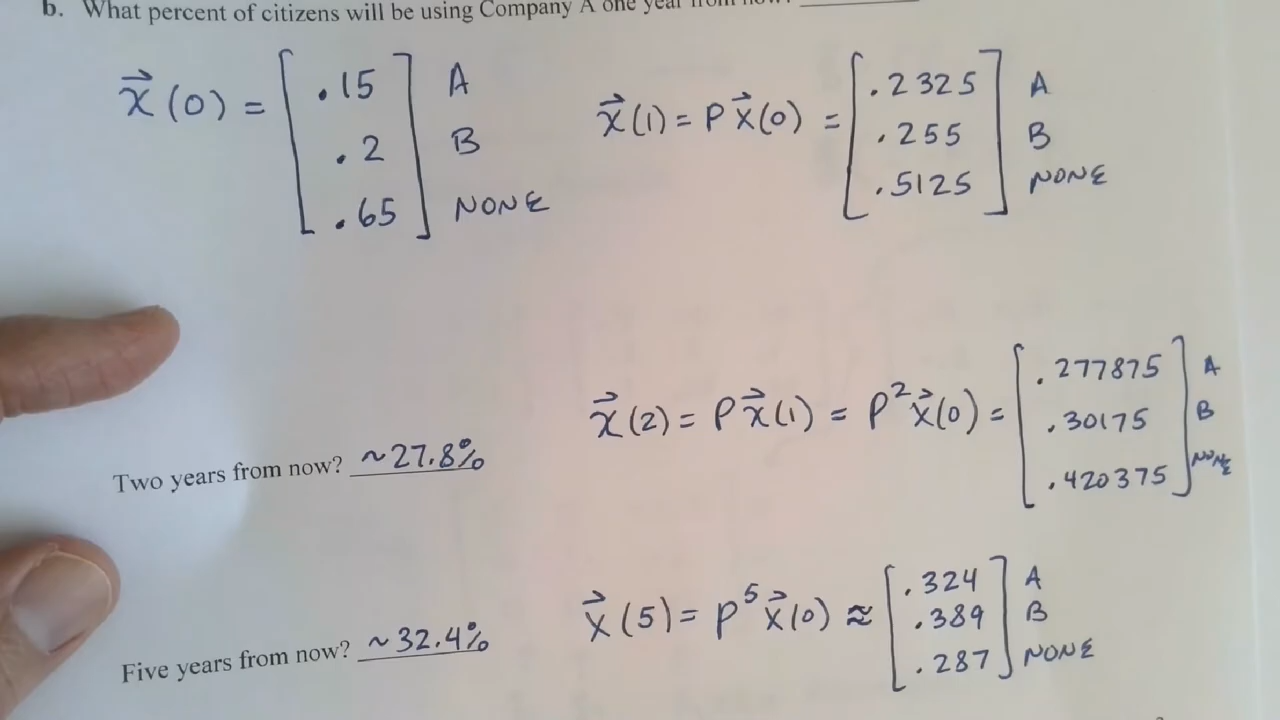 b. What percent of citizens will be using Company A one year from now?
x⃗(0) = [.15 .2 .65] A B NONE
x⃗(1) = Px⃗(0) = [.2325 .255 .5125] A B NONE
x⃗(2) = Px⃗(1) = P²x⃗(0) = [.277875 .30175 .420375] A B NONE
Two years from now? ~27.8%
x⃗(5) = P⁵x⃗(0) ≈ [.324 .389 .287] A B NONE
Five years from now? ~32.4%